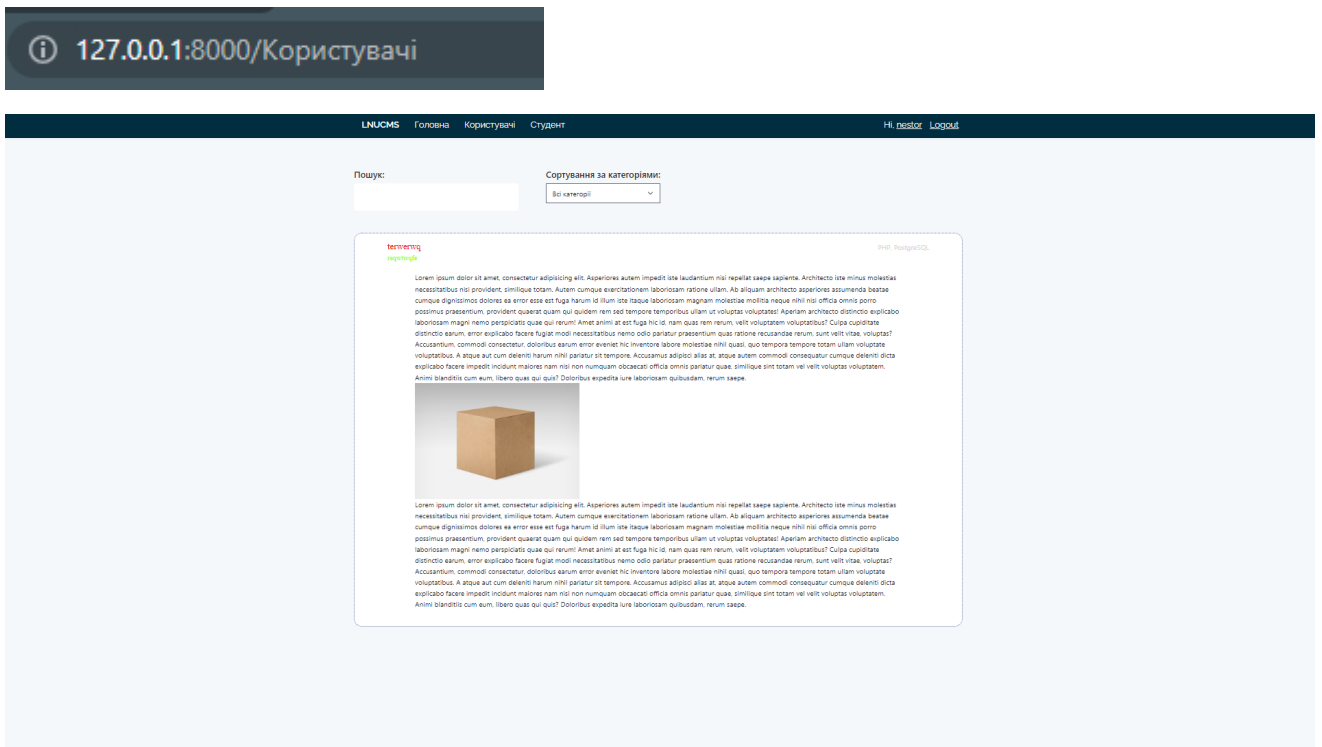 127.0.0.1:8000/Користувачі
LNUCMS Головна Користувачі Студент Hi, nestor Logout
Пошук: Сортування за категоріями:
Всі категорії
terwerwq PHP, PostgreSQL
Lorem ipsum dolor sit amet, consectetur adipisicing elit. Asperiores autem impedit iste laudantium nisi repellat saepe sapiente. Architecto iste minus molestias
necessitatibus nisi provident, similique totam. Autem cumque exercitationem laboriosam ratione ullam. Ab aliquam architecto asperiores assumenda beatae
cumque dignissimos dolores ea error esse est fuga harum id illum iste itaque laboriosam magnam molestiae mollitia neque nihil nisi officia omnis porro
possimus praesentium, provident quaerat quam qui quidem rem sed tempore temporibus ullam ut voluptas voluptates! Aperiam architecto distinctio explicabo
laboriosam magni nemo perspiciatis quae qui rerum! Amet animi at est fuga hic id, nam quas rem rerum, velit voluptatem voluptatibus? Culpa cupiditate
distinctio earum, error explicabo facere fugiat modi necessitatibus nemo odio pariatur praesentium quas ratione recusandae rerum, sunt velit vitae, voluptas?
Accusantium, commodi consectetur, doloribus earum error eveniet hic inventore labore molestiae nihil quasi, quo tempora tempore totam ullam voluptate
voluptatibus. A atque aut cum deleniti harum nihil pariatur sit tempore. Accusamus adipisci alias at, atque autem commodi consequatur cumque deleniti dicta
explicabo facere impedit incidunt maiores nam nisi non numquam obcaecati officia omnis pariatur quae, similique sint totam vel velit voluptas voluptatem.
Animi blanditiis cum eum, libero quas qui quis? Doloribus expedita iure laboriosam quibusdam, rerum saepe.
Lorem ipsum dolor sit amet, consectetur adipisicing elit. Asperiores autem impedit iste laudantium nisi repellat saepe sapiente. Architecto iste minus molestias
necessitatibus nisi provident, similique totam. Autem cumque exercitationem laboriosam ratione ullam. Ab aliquam architecto asperiores assumenda beatae
cumque dignissimos dolores ea error esse est fuga harum id illum iste itaque laboriosam magnam molestiae mollitia neque nihil nisi officia omnis porro
possimus praesentium, provident quaerat quam qui quidem rem sed tempore temporibus ullam ut voluptas voluptates! Aperiam architecto distinctio explicabo
laboriosam magni nemo perspiciatis quae qui rerum! Amet animi at est fuga hic id, nam quas rem rerum, velit voluptatem voluptatibus? Culpa cupiditate
distinctio earum, error explicabo facere fugiat modi necessitatibus nemo odio pariatur praesentium quas ratione recusandae rerum, sunt velit vitae, voluptas?
Accusantium, commodi consectetur, doloribus earum error eveniet hic inventore labore molestiae nihil quasi, quo tempora tempore totam ullam voluptate
voluptatibus. A atque aut cum deleniti harum nihil pariatur sit tempore. Accusamus adipisci alias at, atque autem commodi consequatur cumque deleniti dicta
explicabo facere impedit incidunt maiores nam nisi non numquam obcaecati officia omnis pariatur quae, similique sint totam vel velit voluptas voluptatem.
Animi blanditiis cum eum, libero quas qui quis? Doloribus expedita iure laboriosam quibusdam, rerum saepe.